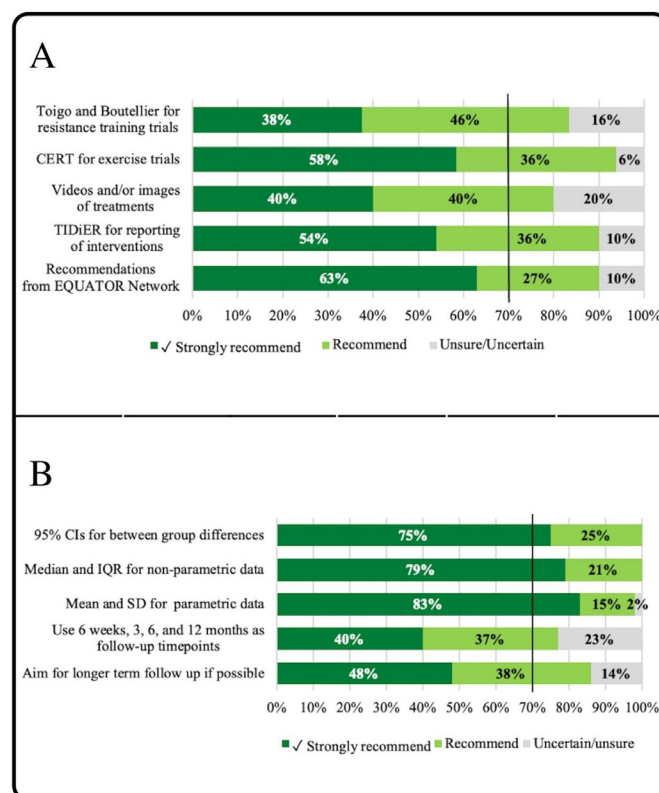 A
Toigo and Boutellier for
resistance training trials
38% 46% 16%
CERT for exercise trials
58% 36% 6%
Videos and/or images
of treatments
40% 40% 20%
TIDiER for reporting
of interventions
54% 36% 10%
Recommendations
from EQUATOR Network
63% 27% 10%
0% 10% 20% 30% 40% 50% 60% 70% 80% 90% 100%
✓ Strongly recommend Recommend Unsure/Uncertain
B
95% CIs for between group differences
75% 25%
Median and IQR for non-parametric data
79% 21%
Mean and SD for parametric data
83% 15% 2%
Use 6 weeks, 3, 6, and 12 months as
follow-up timepoints
40% 37% 23%
Aim for longer term follow up if possible
48% 38% 14%
0% 10% 20% 30% 40% 50% 60% 70% 80% 90% 100%
✓ Strongly recommend Recommend Uncertain/unsure